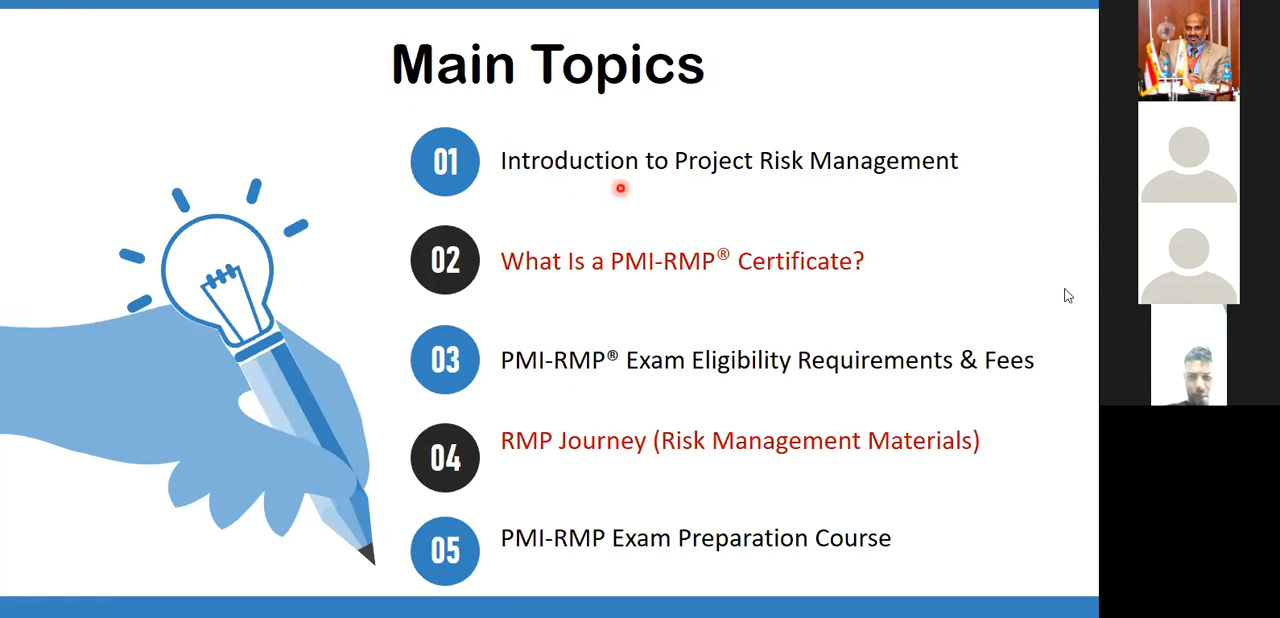 Main Topics
01 Introduction to Project Risk Management
02 What Is a PMI-RMP® Certificate?
03 PMI-RMP® Exam Eligibility Requirements & Fees
04 RMP Journey (Risk Management Materials)
05 PMI-RMP Exam Preparation Course